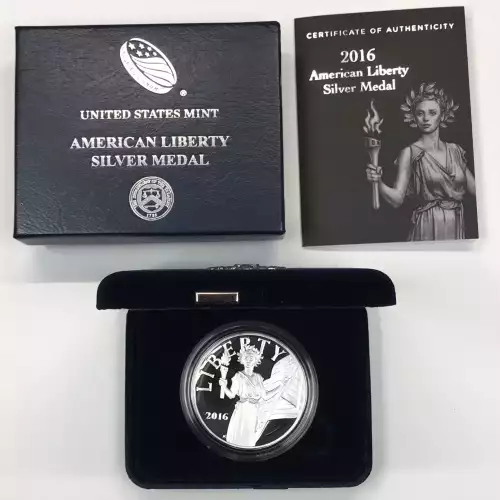 UNITED STATES MINT
AMERICAN LIBERTY
SILVER MEDAL
CERTIFICATE OF AUTHENTICITY
2016
American Liberty
Silver Medal
LIBERTY
2016